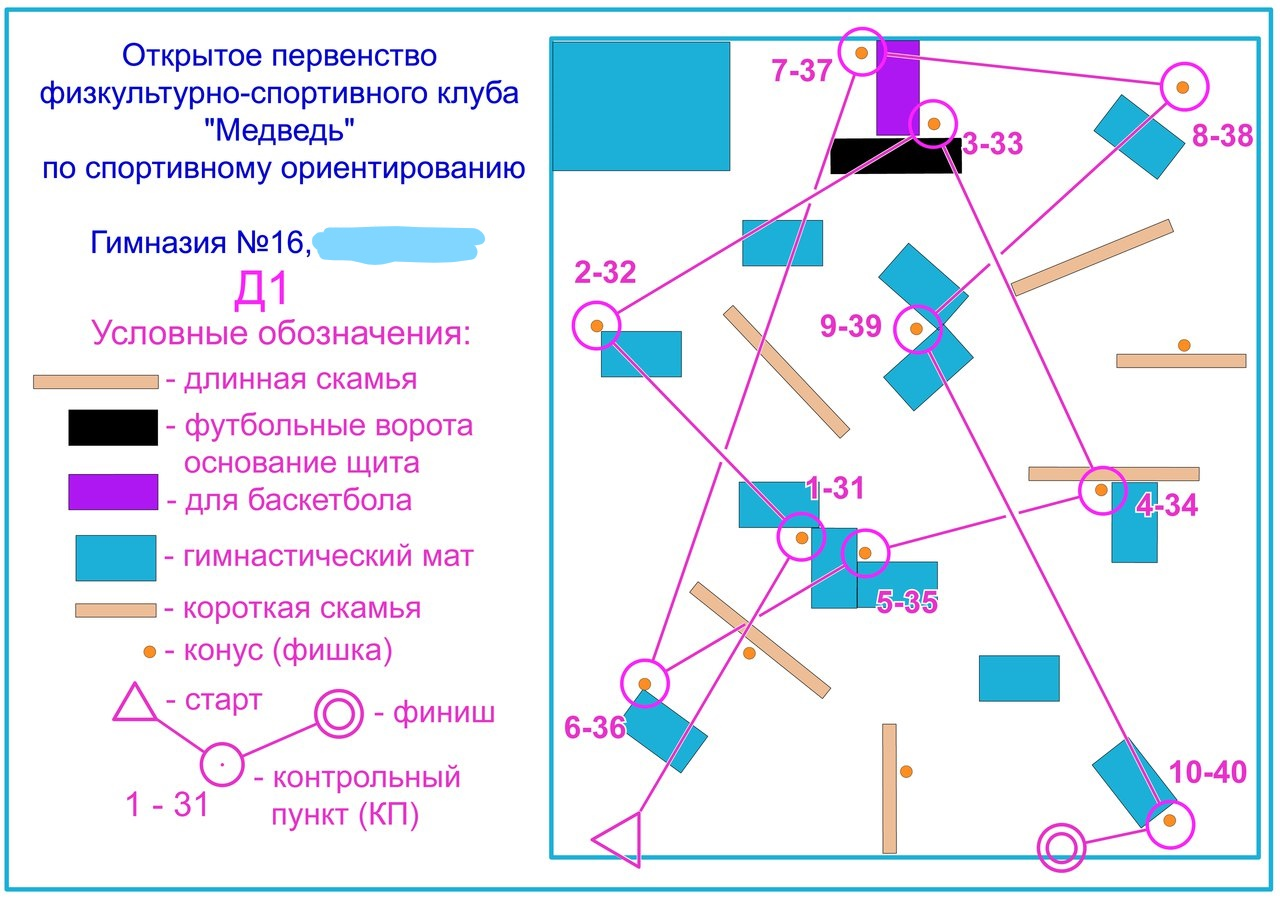 Открытое первенство
физкультурно-спортивного клуба
"Медведь"
по спортивному ориентированию
Гимназия №16,
Д1
Условные обозначения:
- длинная скамья
- футбольные ворота
основание щита
- для баскетбола
- гимнастический мат
- короткая скамья
- конус (фишка)
- старт
- финиш
- контрольный
пункт (КП)
1 - 31
7-37
8-38
3-33
2-32
9-39
1-31
4-34
5-35
6-36
10-40